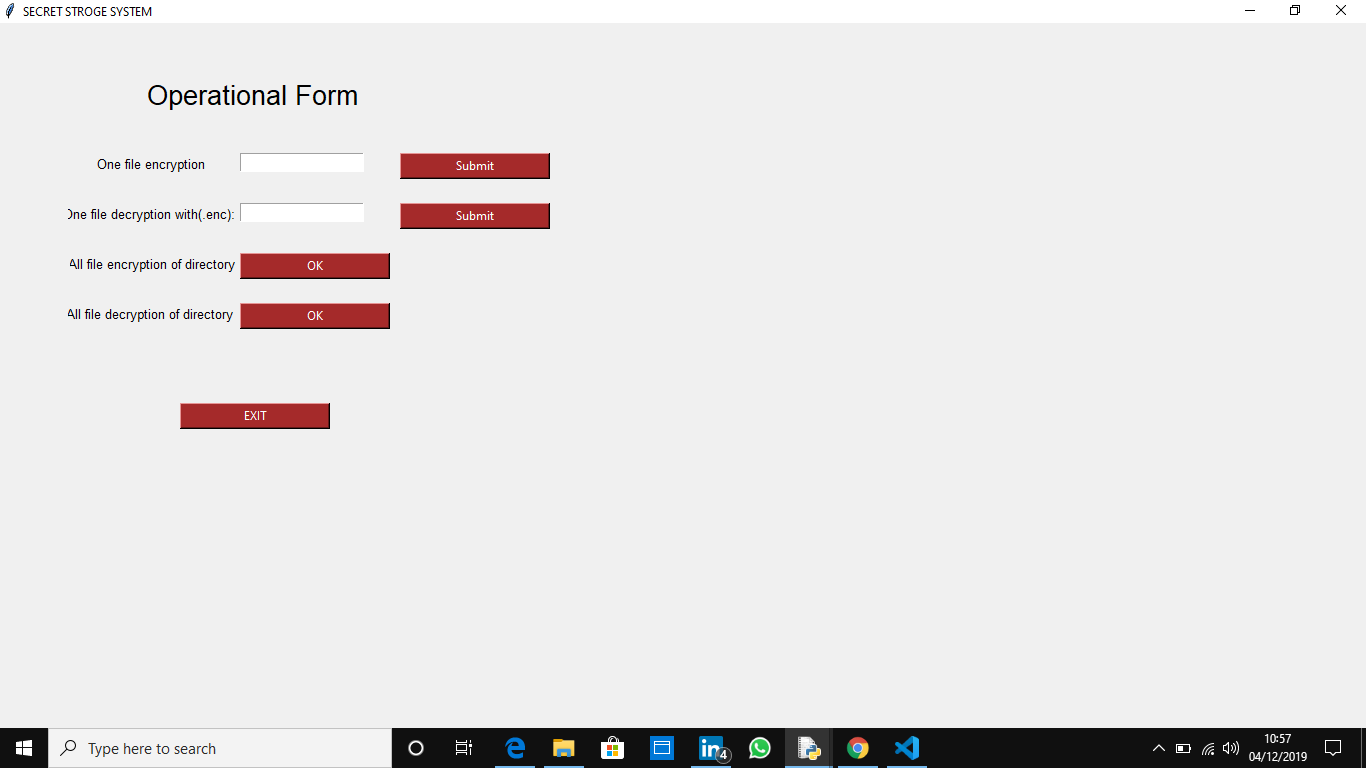 SECRET STROGE SYSTEM
Operational Form
One file encryption
Submit
One file decryption with(.enc):
Submit
All file encryption of directory
OK
All file decryption of directory
OK
EXIT
Type here to search
in
4
10:57
04/12/2019